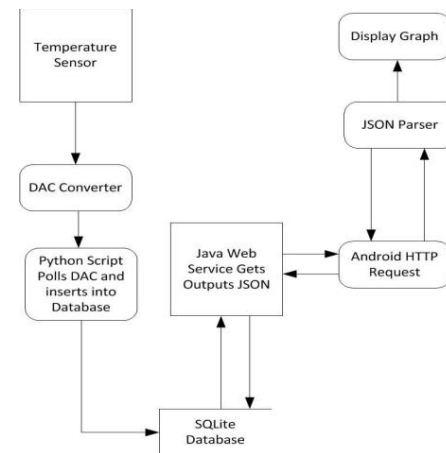 Temperature
Sensor
DAC Converter
Python Script
Polls DAC and
inserts into
Database
SQLite
Database
Java Web
Service Gets
Outputs JSON
Android HTTP
Request
JSON Parser
Display Graph